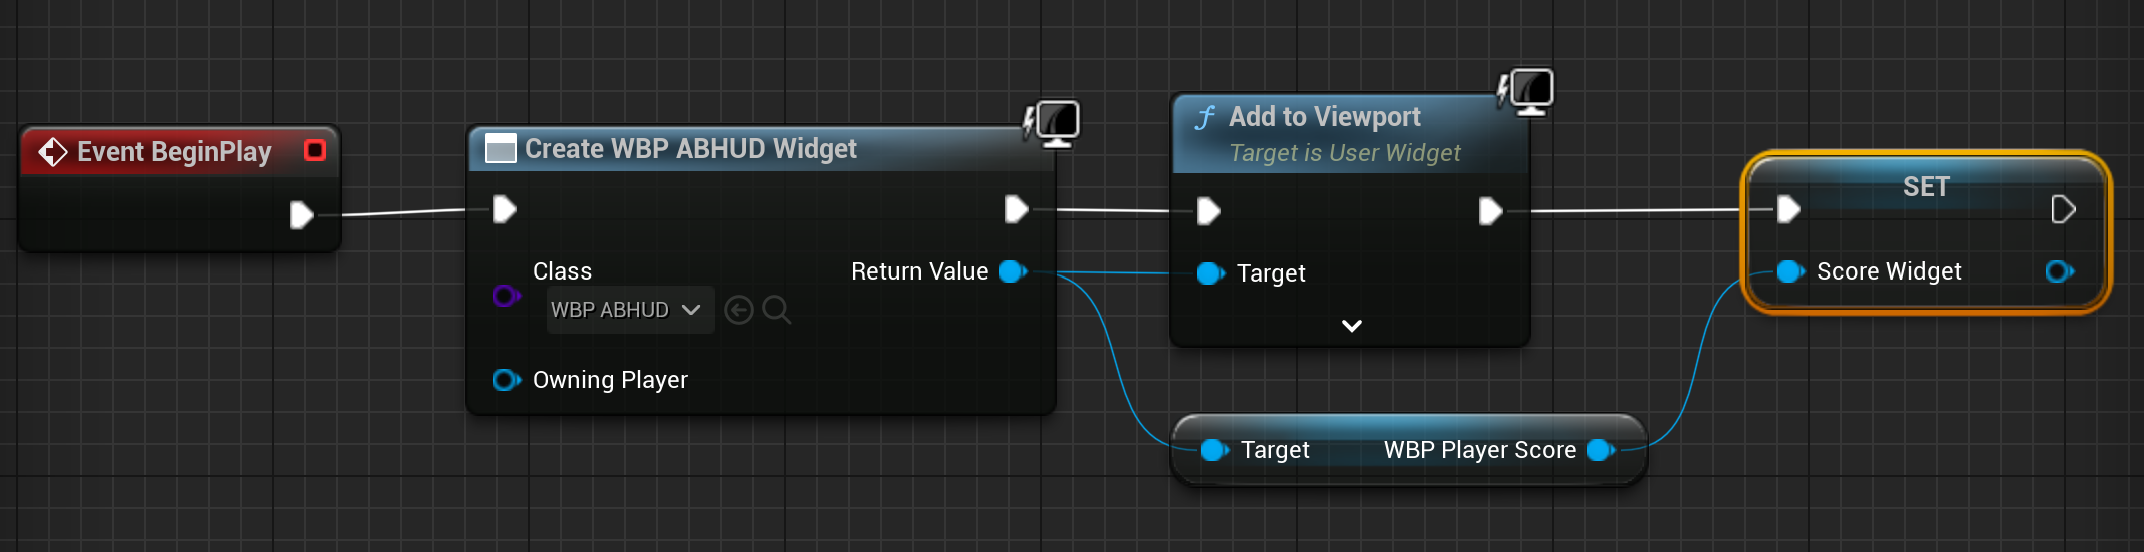 Event BeginPlay
Create WBP ABHUD Widget
Class
WBP ABHUD
Return Value
Owning Player
f Add to Viewport
Target is User Widget
Target
Target WBP Player Score
SET
Score Widget